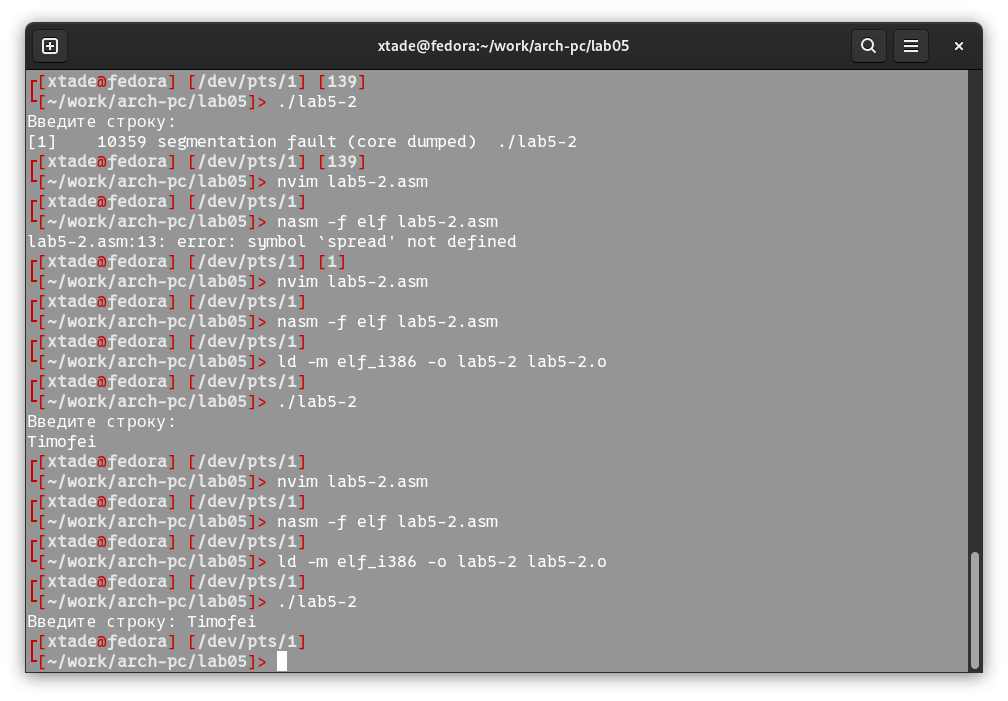 xtade@fedora:~/work/arch-pc/lab05
[xtade@fedora] [/dev/pts/1] [139]
[~/work/arch-pc/lab05]> ./lab5-2
Введите строку:
[1]    10359 segmentation fault (core dumped)  ./lab5-2
[xtade@fedora] [/dev/pts/1] [139]
[~/work/arch-pc/lab05]> nvim lab5-2.asm
[xtade@fedora] [/dev/pts/1]
[~/work/arch-pc/lab05]> nasm -f elf lab5-2.asm
lab5-2.asm:13: error: symbol `spread' not defined
[xtade@fedora] [/dev/pts/1] [1]
[~/work/arch-pc/lab05]> nvim lab5-2.asm
[xtade@fedora] [/dev/pts/1]
[~/work/arch-pc/lab05]> nasm -f elf lab5-2.asm
[xtade@fedora] [/dev/pts/1]
[~/work/arch-pc/lab05]> ld -m elf_i386 -o lab5-2 lab5-2.o
[xtade@fedora] [/dev/pts/1]
[~/work/arch-pc/lab05]> ./lab5-2
Введите строку:
Timofei
[xtade@fedora] [/dev/pts/1]
[~/work/arch-pc/lab05]> nvim lab5-2.asm
[xtade@fedora] [/dev/pts/1]
[~/work/arch-pc/lab05]> nasm -f elf lab5-2.asm
[xtade@fedora] [/dev/pts/1]
[~/work/arch-pc/lab05]> ld -m elf_i386 -o lab5-2 lab5-2.o
[xtade@fedora] [/dev/pts/1]
[~/work/arch-pc/lab05]> ./lab5-2
Введите строку: Timofei
[xtade@fedora] [/dev/pts/1]
[~/work/arch-pc/lab05]>